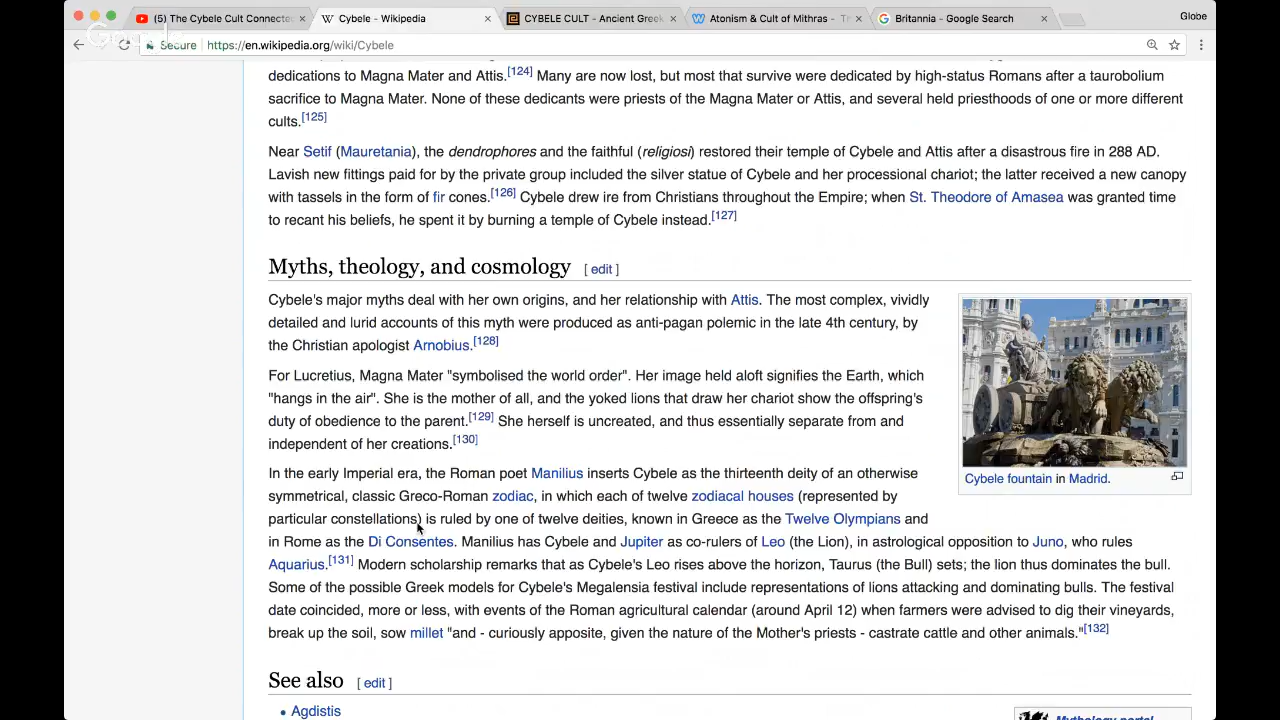 (5) The Cybele Cult Connecte
Cybele - Wikipedia
CYBELE CULT - Ancient Greek
Atonism & Cult of Mithras - Th
Britannia - Google Search
Globe
Secure
https://en.wikipedia.org/wiki/Cybele
dedications to Magna Mater and Attis.[124] Many are now lost, but most that survive were dedicated by high-status Romans after a taurobolium
sacrifice to Magna Mater. None of these dedicants were priests of the Magna Mater or Attis, and several held priesthoods of one or more different
cults.[125]
Near Setif (Mauretania), the dendrophores and the faithful (religiosi) restored their temple of Cybele and Attis after a disastrous fire in 288 AD.
Lavish new fittings paid for by the private group included the silver statue of Cybele and her processional chariot; the latter received a new canopy
with tassels in the form of fir cones.[126] Cybele drew ire from Christians throughout the Empire; when St. Theodore of Amasea was granted time
to recant his beliefs, he spent it by burning a temple of Cybele instead.[127]
Myths, theology, and cosmology [ edit ]
Cybele's major myths deal with her own origins, and her relationship with Attis. The most complex, vividly
detailed and lurid accounts of this myth were produced as anti-pagan polemic in the late 4th century, by
the Christian apologist Arnobius.[128]
For Lucretius, Magna Mater "symbolised the world order". Her image held aloft signifies the Earth, which
"hangs in the air". She is the mother of all, and the yoked lions that draw her chariot show the offspring's
duty of obedience to the parent.[129] She herself is uncreated, and thus essentially separate from and
independent of her creations.[130]
Cybele fountain in Madrid.
In the early Imperial era, the Roman poet Manilius inserts Cybele as the thirteenth deity of an otherwise
symmetrical, classic Greco-Roman zodiac, in which each of twelve zodiacal houses (represented by
particular constellations) is ruled by one of twelve deities, known in Greece as the Twelve Olympians and
in Rome as the Di Consentes. Manilius has Cybele and Jupiter as co-rulers of Leo (the Lion), in astrological opposition to Juno, who rules
Aquarius.[131] Modern scholarship remarks that as Cybele's Leo rises above the horizon, Taurus (the Bull) sets; the lion thus dominates the bull.
Some of the possible Greek models for Cybele's Megalensia festival include representations of lions attacking and dominating bulls. The festival
date coincided, more or less, with events of the Roman agricultural calendar (around April 12) when farmers were advised to dig their vineyards,
break up the soil, sow millet "and - curiously apposite, given the nature of the Mother's priests - castrate cattle and other animals."[132]
See also [ edit ]
Agdistis
Mythology portal